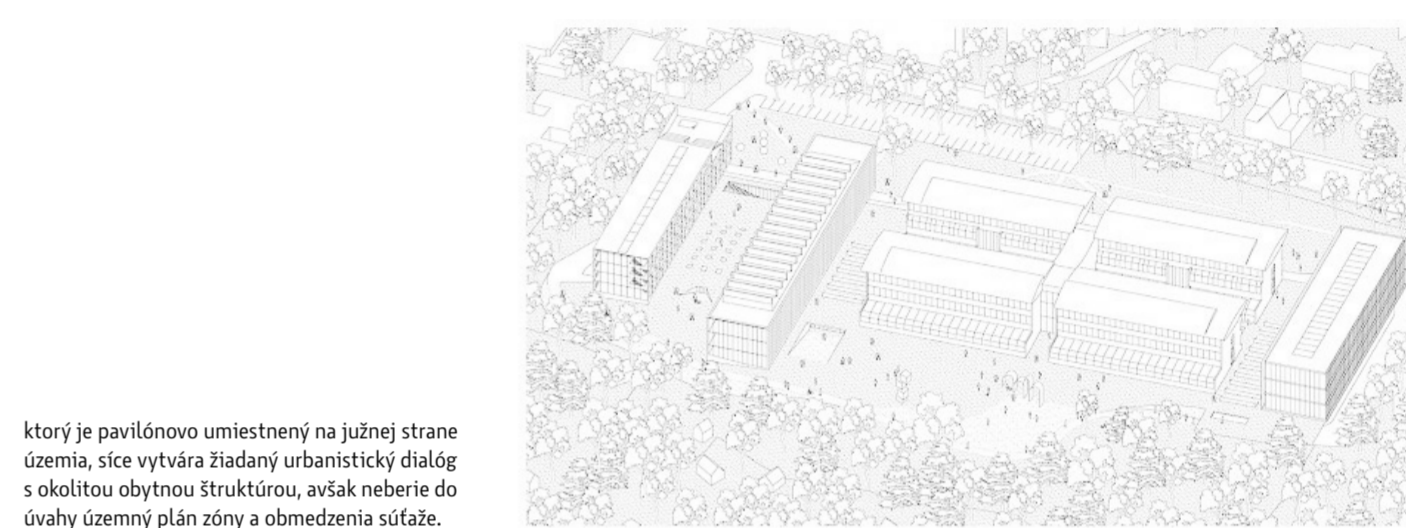 ktorý je pavilónovo umiestnený na južnej strane
územia, síce vytvára žiadaný urbanistický dialóg
s okolitou obytnou štruktúrou, avšak neberie do
úvahy územný plán zóny a obmedzenia súťaže.